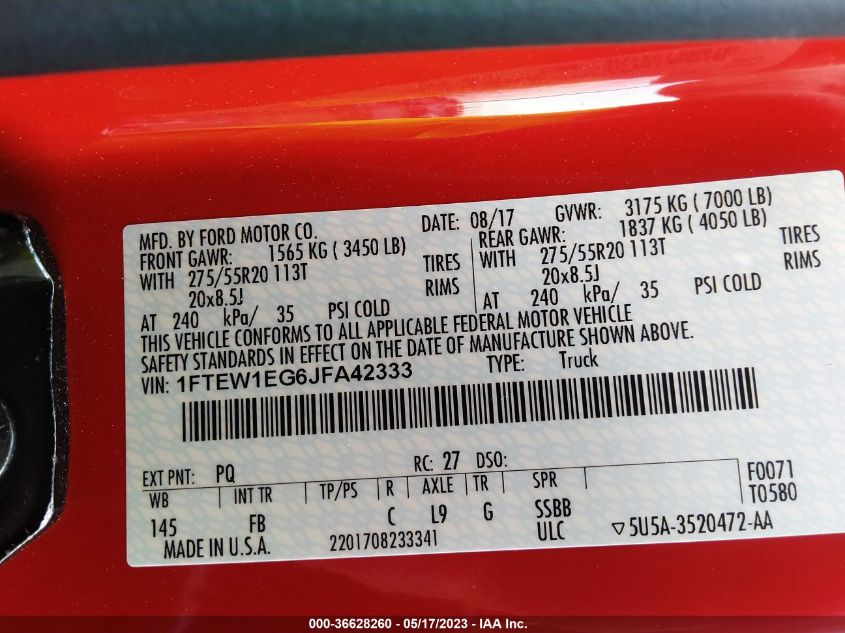 MFD. BY FORD MOTOR CO. DATE: 08/17 GVWR: 3175 KG ( 7000 LB)
FRONT GAWR: 1565 KG ( 3450 LB) REAR GAWR: 1837 KG ( 4050 LB)
WITH 275/55R20 113T TIRES WITH 275/55R20 113T TIRES
20x8.5J RIMS 20x8.5J RIMS
AT 240 kPa/ 35 PSI COLD AT 240 kPa/ 35 PSI COLD
THIS VEHICLE CONFORMS TO ALL APPLICABLE FEDERAL MOTOR VEHICLE
SAFETY STANDARDS IN EFFECT ON THE DATE OF MANUFACTURE SHOWN ABOVE.
VIN: 1FTEW1EG6JFA42333 TYPE: Truck
EXT PNT: PQ RC: 27 DSO: F0071
WB INT TR TP/PS R AXLE TR SPR T0580
145 FB C L9 G SSBB
ULC ▽5U5A-3520472-AA
MADE IN U.S.A. 2201708233341
000-36628260 - 05/17/2023 - IAA Inc.